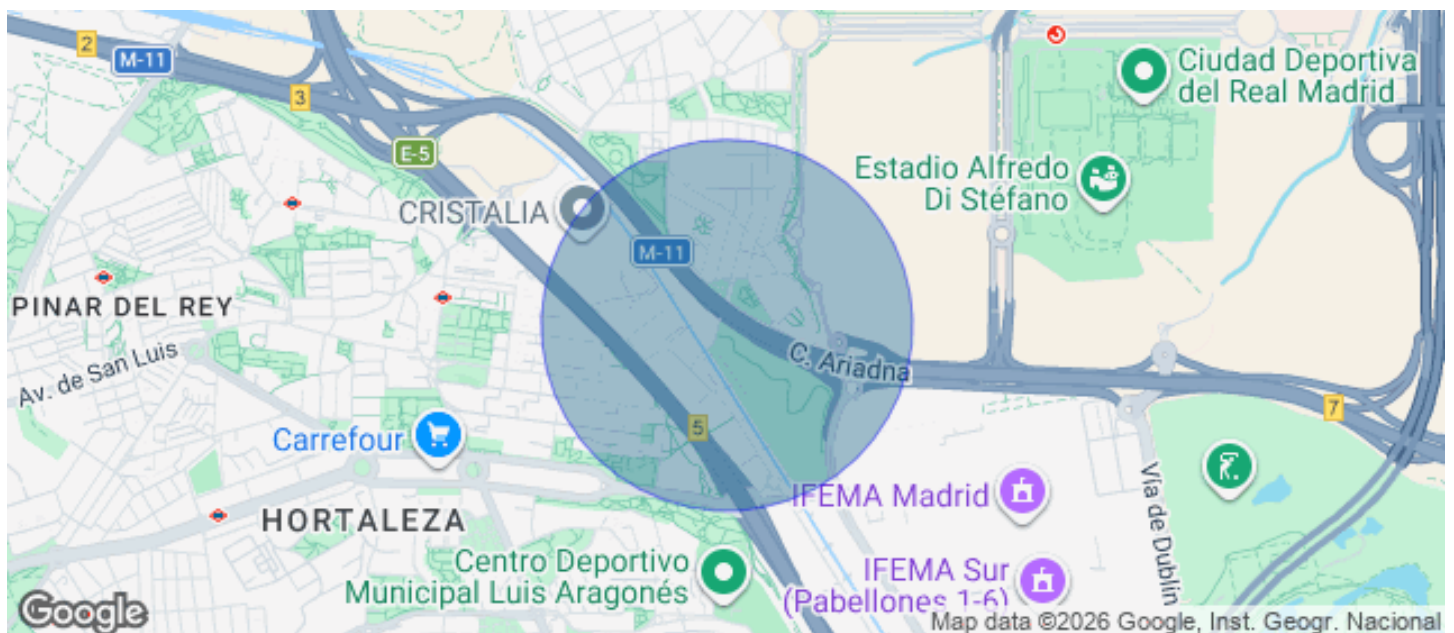 2
M-11
3
E-5
Ciudad Deportiva
del Real Madrid
Estadio Alfredo
Di Stéfano
CRISTALIA
M-11
PINAR DEL REY
Av. de San Luis
C. Ariadna
7
5
Carrefour
IFEMA Madrid
HORTALEZA
Vía de Dublín
Centro Deportivo
Municipal Luis Aragonés
IFEMA Sur
(Pabellones 1-6)
Google
Map data ©2026 Google, Inst. Geogr. Nacional